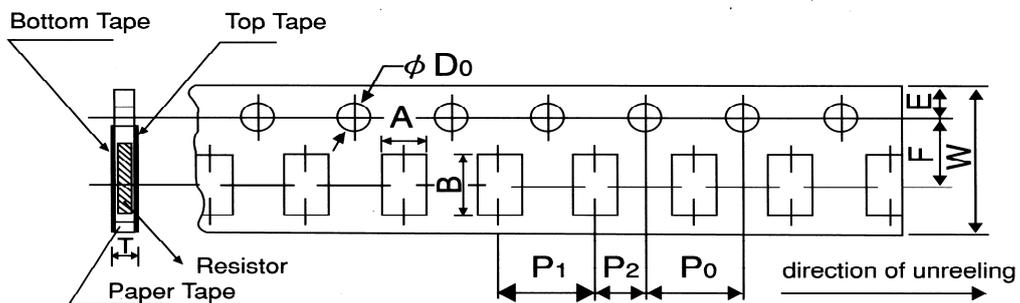 Bottom Tape
Top Tape
φ D0
A
B
E
F
W
T
Resistor
Paper Tape
P1
P2
P0
direction of unreeling